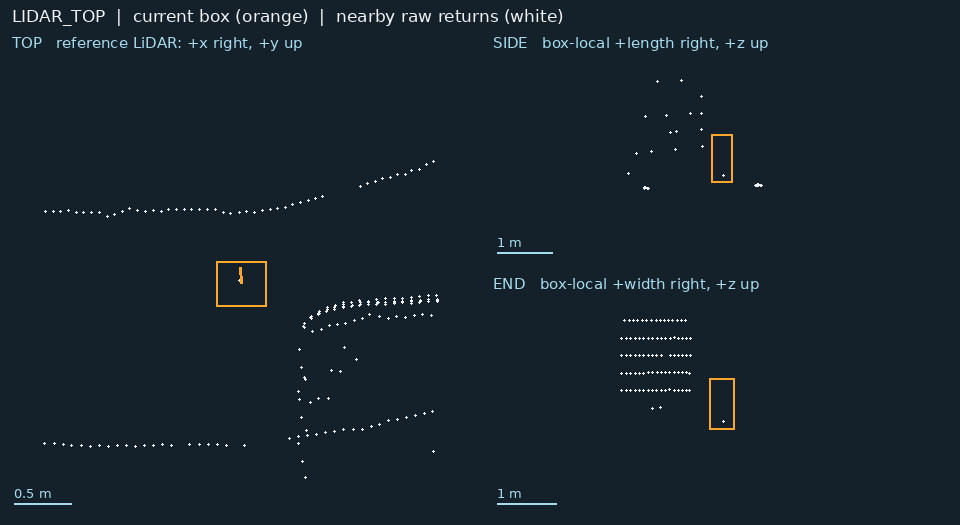 LIDAR_TOP | current box (orange) | nearby raw returns (white)
TOP reference LiDAR: +x right, +y up
SIDE box-local +length right, +z up
1 m
END box-local +width right, +z up
0.5 m
1 m